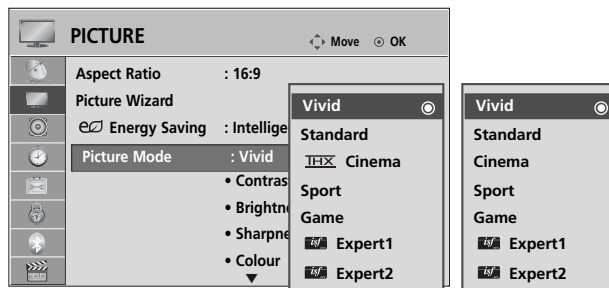 PICTURE
Move OK
Aspect Ratio : 16:9
Picture Wizard
Energy Saving : Intellige
Picture Mode : Vivid
• Contras
• Brightn
• Sharpne
• Colour
Vivid
Standard
THX Cinema
Sport
Game
isf Expert1
isf Expert2
Vivid
Standard
Cinema
Sport
Game
isf Expert1
isf Expert2